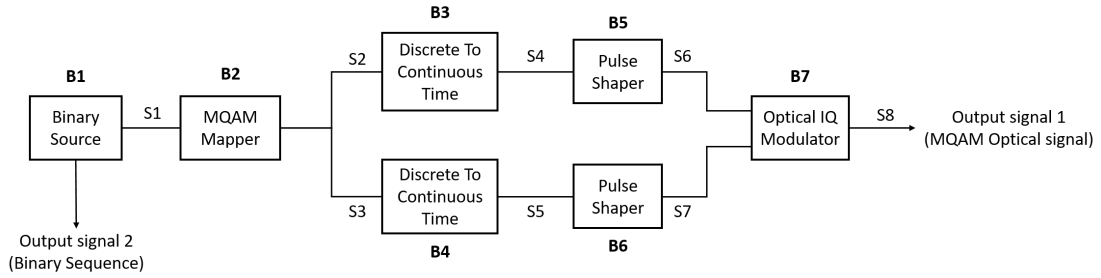 B1
Binary
Source
Output signal 2
(Binary Sequence)
S1
B2
MQAM
Mapper
S2
S3
B3
Discrete To
Continuous
Time
Discrete To
Continuous
Time
B4
S4
S5
B5
Pulse
Shaper
Pulse
Shaper
B6
S6
S7
B7
Optical IQ
Modulator
S8
Output signal 1
(MQAM Optical signal)